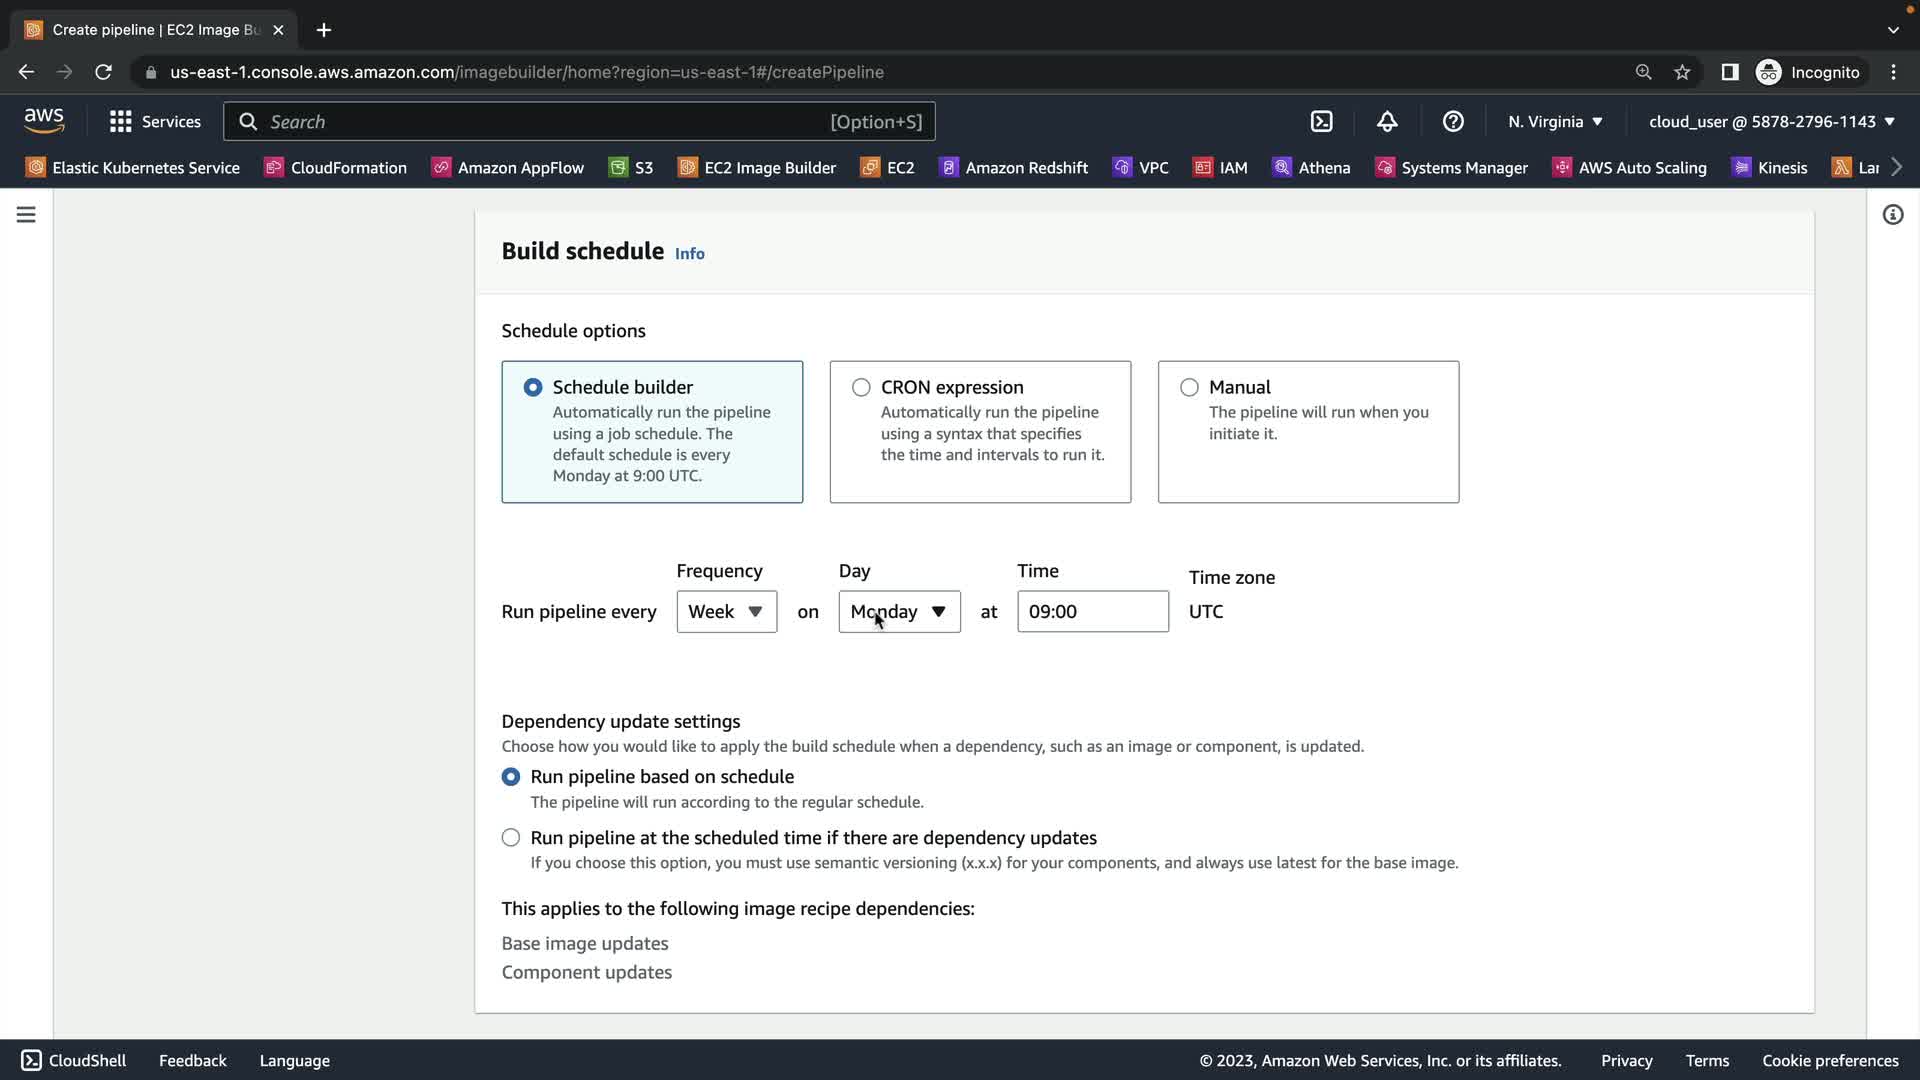 Create pipeline | EC2 Image Bu
us-east-1.console.aws.amazon.com/imagebuilder/home?region=us-east-1#/createPipeline
Incognito
aws
Services
Search
[Option+S]
N. Virginia
cloud_user @ 5878-2796-1143
Elastic Kubernetes Service
CloudFormation
Amazon AppFlow
S3
EC2 Image Builder
EC2
Amazon Redshift
VPC
IAM
Athena
Systems Manager
AWS Auto Scaling
Kinesis
Lar
Build schedule Info
Schedule options
Schedule builder
Automatically run the pipeline
using a job schedule. The
default schedule is every
Monday at 9:00 UTC.
CRON expression
Automatically run the pipeline
using a syntax that specifies
the time and intervals to run it.
Manual
The pipeline will run when you
initiate it.
Frequency Day Time Time zone
Run pipeline every Week on Monday at 09:00 UTC
Dependency update settings
Choose how you would like to apply the build schedule when a dependency, such as an image or component, is updated.
Run pipeline based on schedule
The pipeline will run according to the regular schedule.
Run pipeline at the scheduled time if there are dependency updates
If you choose this option, you must use semantic versioning (x.x.x) for your components, and always use latest for the base image.
This applies to the following image recipe dependencies:
Base image updates
Component updates
CloudShell Feedback Language
© 2023, Amazon Web Services, Inc. or its affiliates. Privacy Terms Cookie preferences